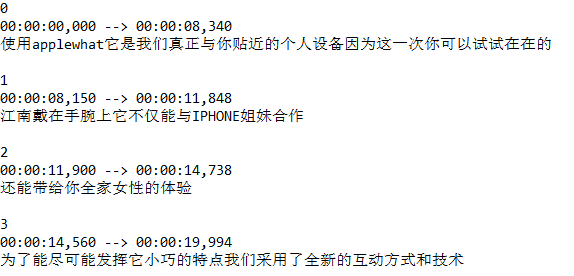 0
00:00:00,000 --> 00:00:08,340
使用applewhat它是我们真正与你贴近的个人设备因为这一次你可以试试在在的
1
00:00:08,150 --> 00:00:11,848
江南戴在手腕上它不仅能与IPHONE姐妹合作
2
00:00:11,900 --> 00:00:14,738
还能带给你全家女性的体验
3
00:00:14,560 --> 00:00:19,994
为了能尽可能发挥它小巧的特点我们采用了全新的互动方式和技术